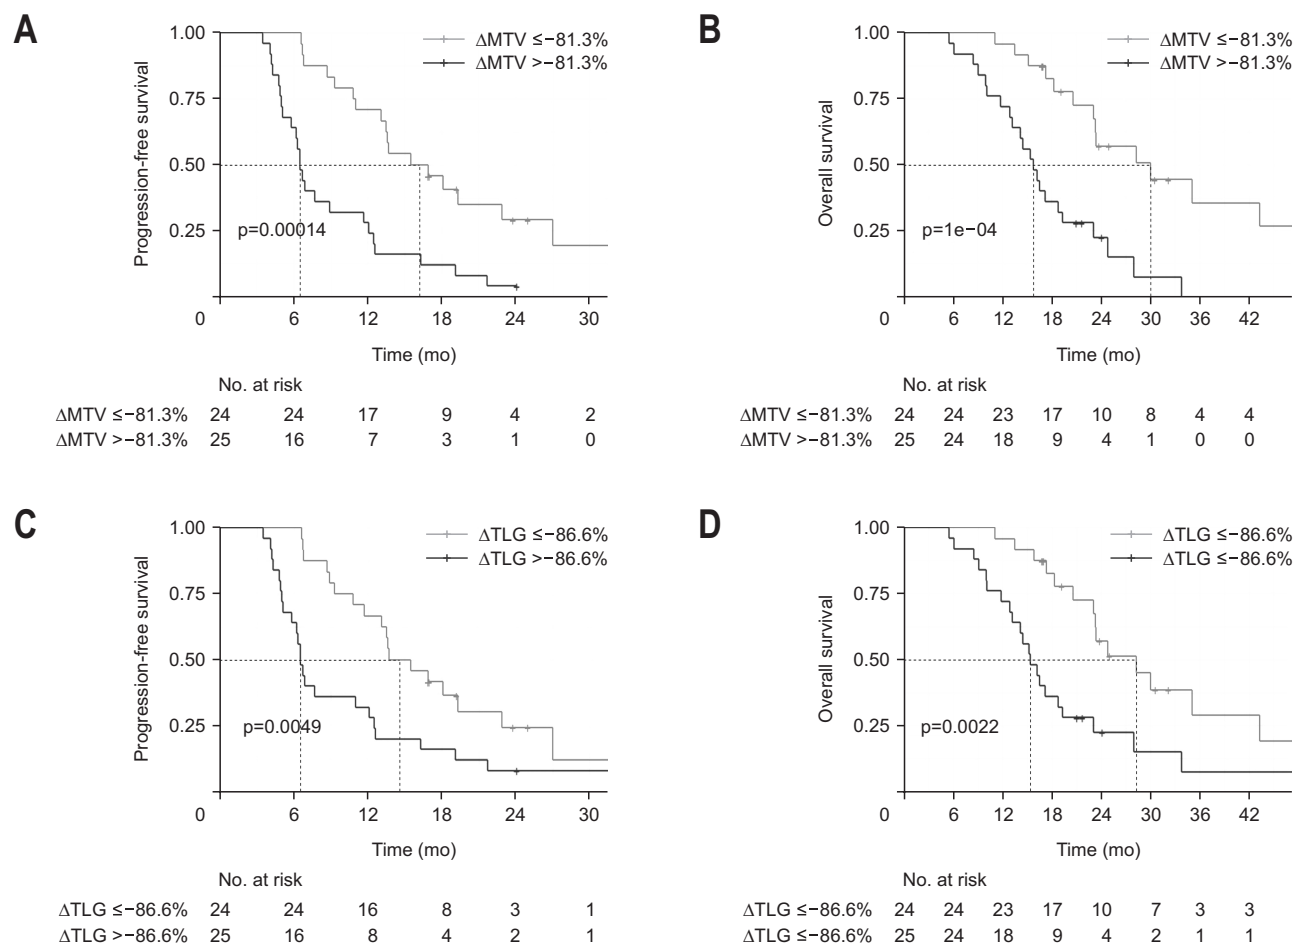 A
Progression-free survival
1.00
0.75
0.50
0.25
ΔMTV ≤−81.3%
ΔMTV >−81.3%
p=0.00014
0 6 12 18 24 30
Time (mo)
No. at risk
ΔMTV ≤−81.3% 24 24 17 9 4 2
ΔMTV >−81.3% 25 16 7 3 1 0
B
Overall survival
1.00
0.75
0.50
0.25
ΔMTV ≤−81.3%
ΔMTV >−81.3%
p=1e−04
0 6 12 18 24 30 36 42
Time (mo)
No. at risk
ΔMTV ≤−81.3% 24 24 23 17 10 8 4 4
ΔMTV >−81.3% 25 24 18 9 4 1 0 0
C
Progression-free survival
1.00
0.75
0.50
0.25
ΔTLG ≤−86.6%
ΔTLG >−86.6%
p=0.0049
0 6 12 18 24 30
Time (mo)
No. at risk
ΔTLG ≤−86.6% 24 24 16 8 3 1
ΔTLG >−86.6% 25 16 8 4 2 1
D
Overall survival
1.00
0.75
0.50
0.25
ΔTLG ≤−86.6%
ΔTLG ≤−86.6%
p=0.0022
0 6 12 18 24 30 36 42
Time (mo)
No. at risk
ΔTLG ≤−86.6% 24 24 23 17 10 7 3 3
ΔTLG ≤−86.6% 25 24 18 9 4 2 1 1